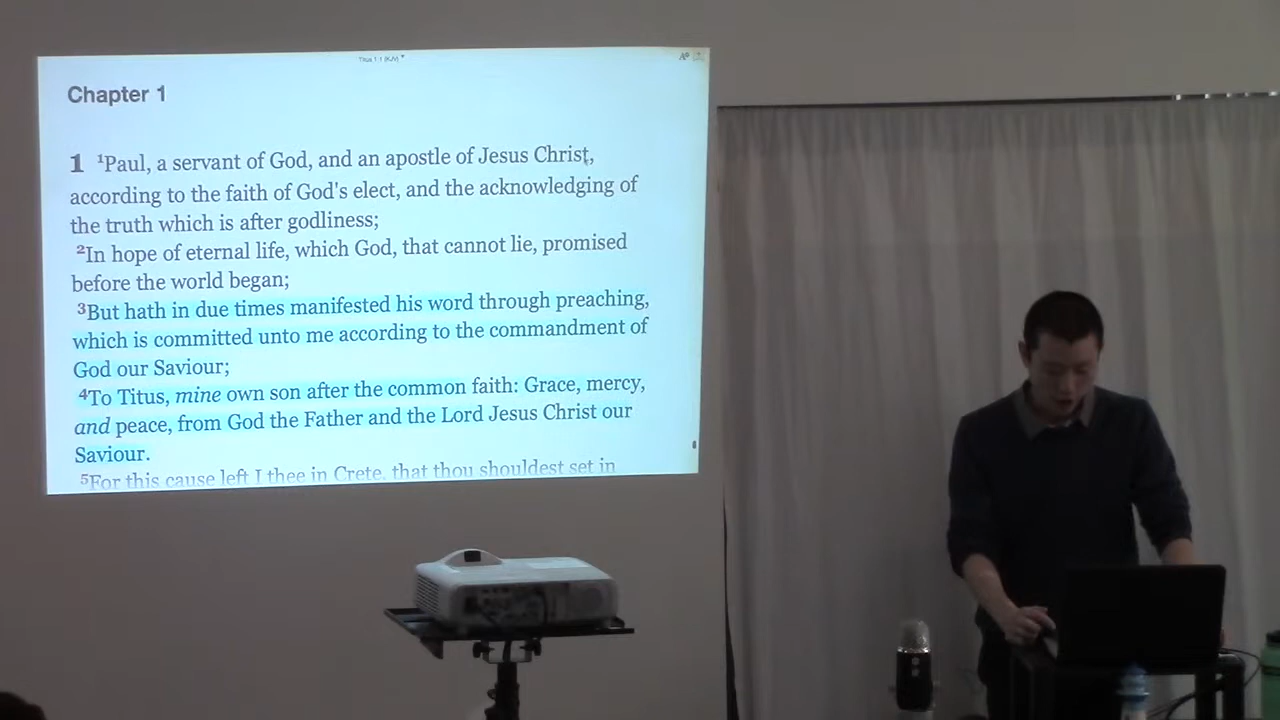 Titus 1:1 (KJV)
Chapter 1
1 ¹Paul, a servant of God, and an apostle of Jesus Christ,
according to the faith of God's elect, and the acknowledging of
the truth which is after godliness;
²In hope of eternal life, which God, that cannot lie, promised
before the world began;
³But hath in due times manifested his word through preaching,
which is committed unto me according to the commandment of
God our Saviour;
⁴To Titus, mine own son after the common faith: Grace, mercy,
and peace, from God the Father and the Lord Jesus Christ our
Saviour.
⁵For this cause left I thee in Crete, that thou shouldest set in